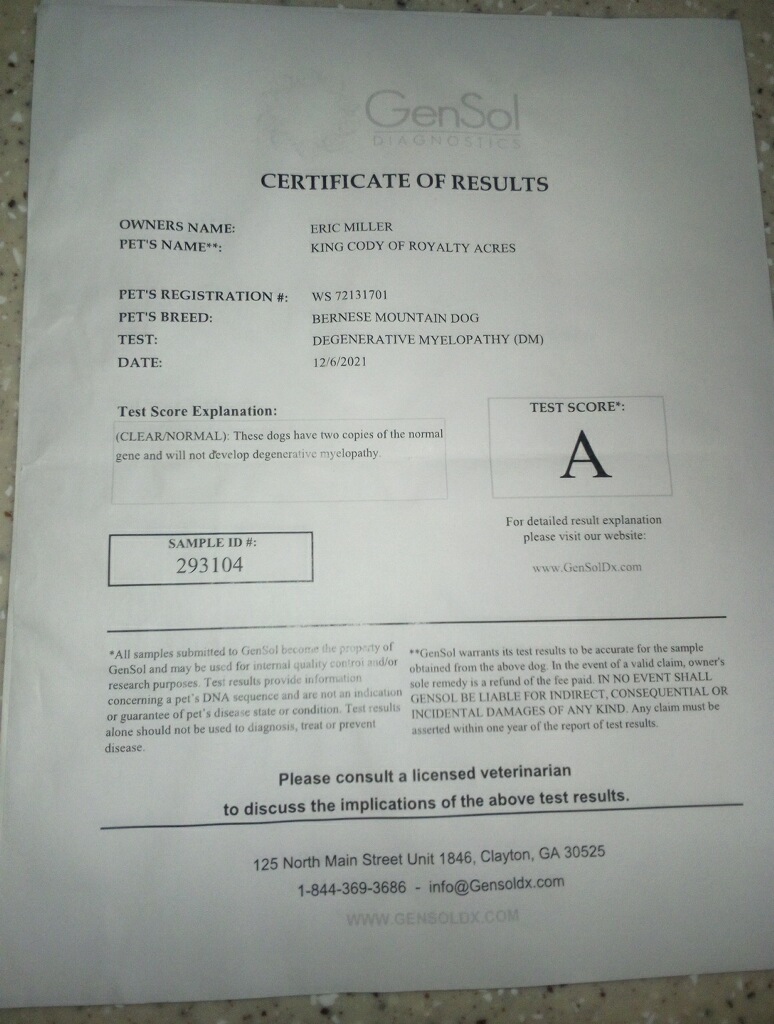 GenSol
DIAGNOSTICS
CERTIFICATE OF RESULTS
OWNERS NAME: ERIC MILLER
PET'S NAME**: KING CODY OF ROYALTY ACRES
PET'S REGISTRATION #: WS 72131701
PET'S BREED: BERNESE MOUNTAIN DOG
TEST: DEGENERATIVE MYELOPATHY (DM)
DATE: 12/6/2021
Test Score Explanation:
(CLEAR/NORMAL): These dogs have two copies of the normal
gene and will not develop degenerative myelopathy.
TEST SCORE*:
A
For detailed result explanation
please visit our website:
www.GenSolDx.com
SAMPLE ID #:
293104
*All samples submitted to GenSol become the property of
GenSol and may be used for internal quality control and/or
research purposes. Test results provide information
concerning a pet's DNA sequence and are not an indication
or guarantee of pet's disease state or condition. Test results
alone should not be used to diagnosis, treat or prevent
disease.
**GenSol warrants its test results to be accurate for the sample
obtained from the above dog. In the event of a valid claim, owner's
sole remedy is a refund of the fee paid. IN NO EVENT SHALL
GENSOL BE LIABLE FOR INDIRECT, CONSEQUENTIAL OR
INCIDENTAL DAMAGES OF ANY KIND. Any claim must be
asserted within one year of the report of test results.
Please consult a licensed veterinarian
to discuss the implications of the above test results.
125 North Main Street Unit 1846, Clayton, GA 30525
1-844-369-3686 - info@Gensoldx.com
WWW.GENSOLDX.COM